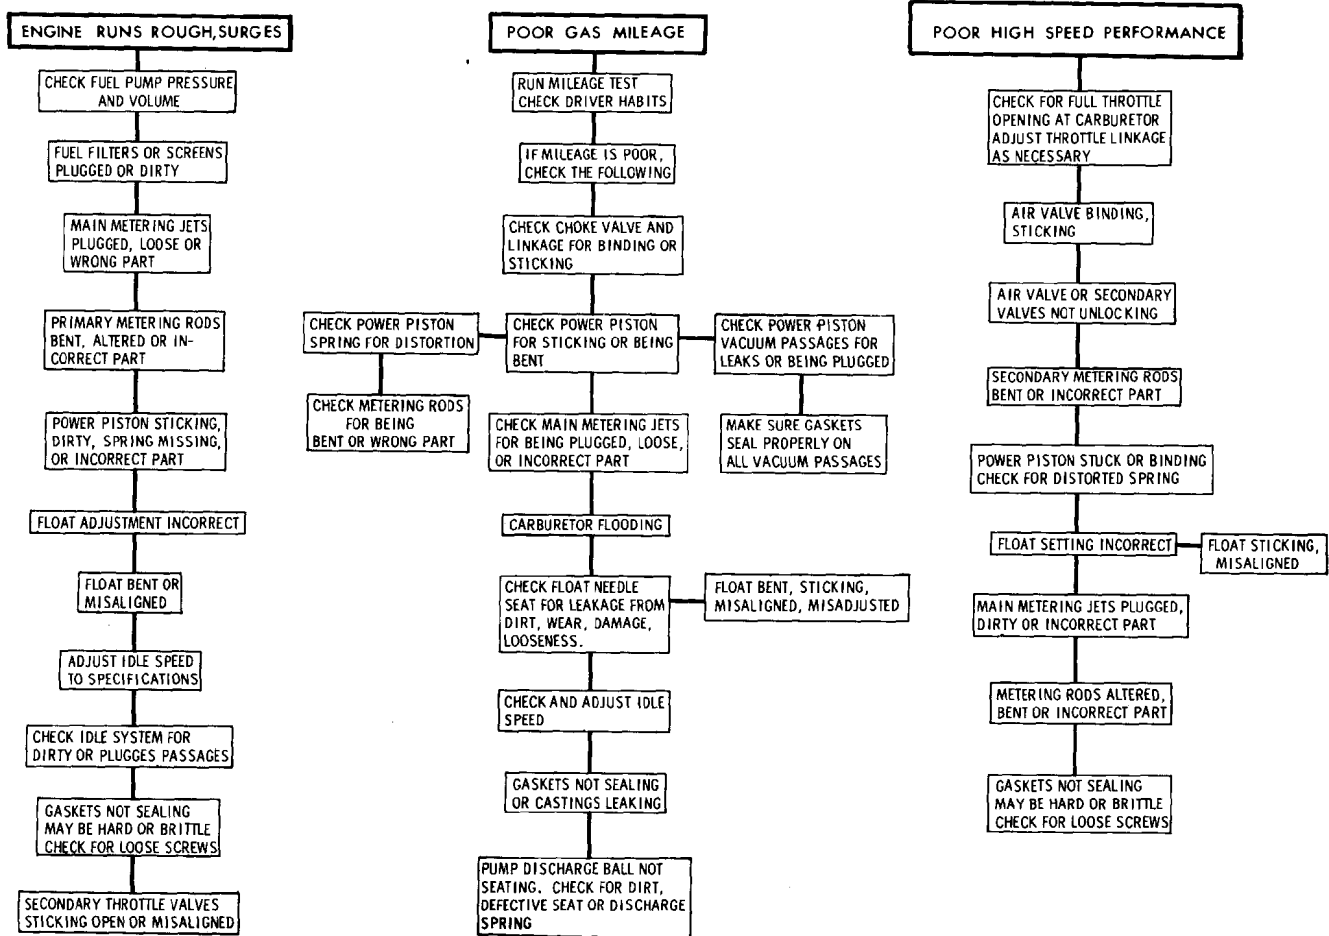 ENGINE RUNS ROUGH,SURGES
CHECK FUEL PUMP PRESSURE
AND VOLUME
FUEL FILTERS OR SCREENS
PLUGGED OR DIRTY
MAIN METERING JETS
PLUGGED, LOOSE OR
WRONG PART
PRIMARY METERING RODS
BENT, ALTERED OR IN-
CORRECT PART
POWER PISTON STICKING,
DIRTY, SPRING MISSING,
OR INCORRECT PART
FLOAT ADJUSTMENT INCORRECT
FLOAT BENT OR
MISALIGNED
ADJUST IDLE SPEED
TO SPECIFICATIONS
CHECK IDLE SYSTEM FOR
DIRTY OR PLUGGES PASSAGES
GASKETS NOT SEALING
MAY BE HARD OR BRITTLE
CHECK FOR LOOSE SCREWS
SECONDARY THROTTLE VALVES
STICKING OPEN OR MISALIGNED
POOR GAS MILEAGE
RUN MILEAGE TEST
CHECK DRIVER HABITS
IF MILEAGE IS POOR,
CHECK THE FOLLOWING
CHECK CHOKE VALVE AND
LINKAGE FOR BINDING OR
STICKING
CHECK POWER PISTON
SPRING FOR DISTORTION
CHECK METERING RODS
FOR BEING
BENT OR WRONG PART
CHECK POWER PISTON
FOR STICKING OR BEING
BENT
CHECK POWER PISTON
VACUUM PASSAGES FOR
LEAKS OR BEING PLUGGED
MAKE SURE GASKETS
SEAL PROPERLY ON
ALL VACUUM PASSAGES
CHECK MAIN METERING JETS
FOR BEING PLUGGED, LOOSE,
OR INCORRECT PART
CARBURETOR FLOODING
CHECK FLOAT NEEDLE
SEAT FOR LEAKAGE FROM
DIRT, WEAR, DAMAGE,
LOOSENESS.
FLOAT BENT, STICKING,
MISALIGNED, MISADJUSTED
CHECK AND ADJUST IDLE
SPEED
GASKETS NOT SEALING
OR CASTINGS LEAKING
PUMP DISCHARGE BALL NOT
SEATING. CHECK FOR DIRT,
DEFECTIVE SEAT OR DISCHARGE
SPRING
POOR HIGH SPEED PERFORMANCE
CHECK FOR FULL THROTTLE
OPENING AT CARBURETOR
ADJUST THROTTLE LINKAGE
AS NECESSARY
AIR VALVE BINDING,
STICKING
AIR VALVE OR SECONDARY
VALVES NOT UNLOCKING
SECONDARY METERING RODS
BENT OR INCORRECT PART
POWER PISTON STUCK OR BINDING
CHECK FOR DISTORTED SPRING
FLOAT SETTING INCORRECT
FLOAT STICKING,
MISALIGNED
MAIN METERING JETS PLUGGED,
DIRTY OR INCORRECT PART
METERING RODS ALTERED,
BENT OR INCORRECT PART
GASKETS NOT SEALING
MAY BE HARD OR BRITTLE
CHECK FOR LOOSE SCREWS